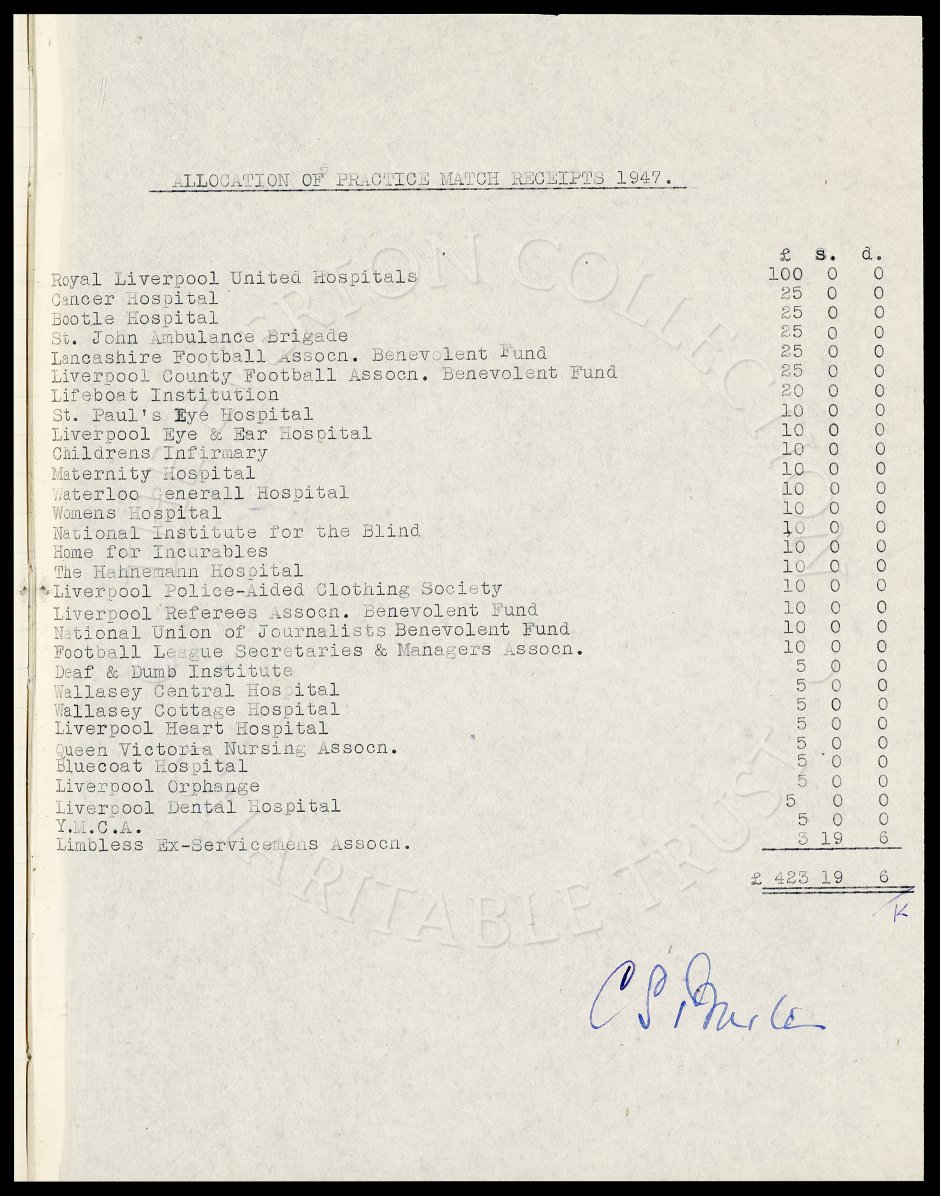 ALLOCATION OF PRACTICE MATCH RECEIPTS 1947.
£ s. d.
Royal Liverpool United Hospitals 100 0 0
Cancer Hospital 25 0 0
Bootle Hospital 25 0 0
St. John Ambulance Brigade 25 0 0
Lancashire Football Assocn. Benevolent Fund 25 0 0
Liverpool County Football Assocn. Benevolent Fund 25 0 0
Lifeboat Institution 20 0 0
St. Paul's Eye Hospital 10 0 0
Liverpool Eye & Ear Hospital 10 0 0
Childrens Infirmary 10 0 0
Maternity Hospital 10 0 0
Waterloo Generall Hospital 10 0 0
Womens Hospital 10 0 0
National Institute for the Blind 10 0 0
Home for Incurables 10 0 0
The Hahnemann Hospital 10 0 0
Liverpool Police-Aided Clothing Society 10 0 0
Liverpool Referees Assocn. Benevolent Fund 10 0 0
National Union of Journalists Benevolent Fund 10 0 0
Football League Secretaries & Managers Assocn. 10 0 0
Deaf & Dumb Institute 5 0 0
Wallasey Central Hospital 5 0 0
Wallasey Cottage Hospital 5 0 0
Liverpool Heart Hospital 5 0 0
Queen Victoria Nursing Assocn. 5 0 0
Bluecoat Hospital 5 0 0
Liverpool Orphange 5 0 0
Liverpool Dental Hospital 5 0 0
Y.M.C.A. 5 0 0
Limbless Ex-Servicemens Assocn. 3 19 6
£ 423 19 6
COLLECTION
CHARITABLE TRUST